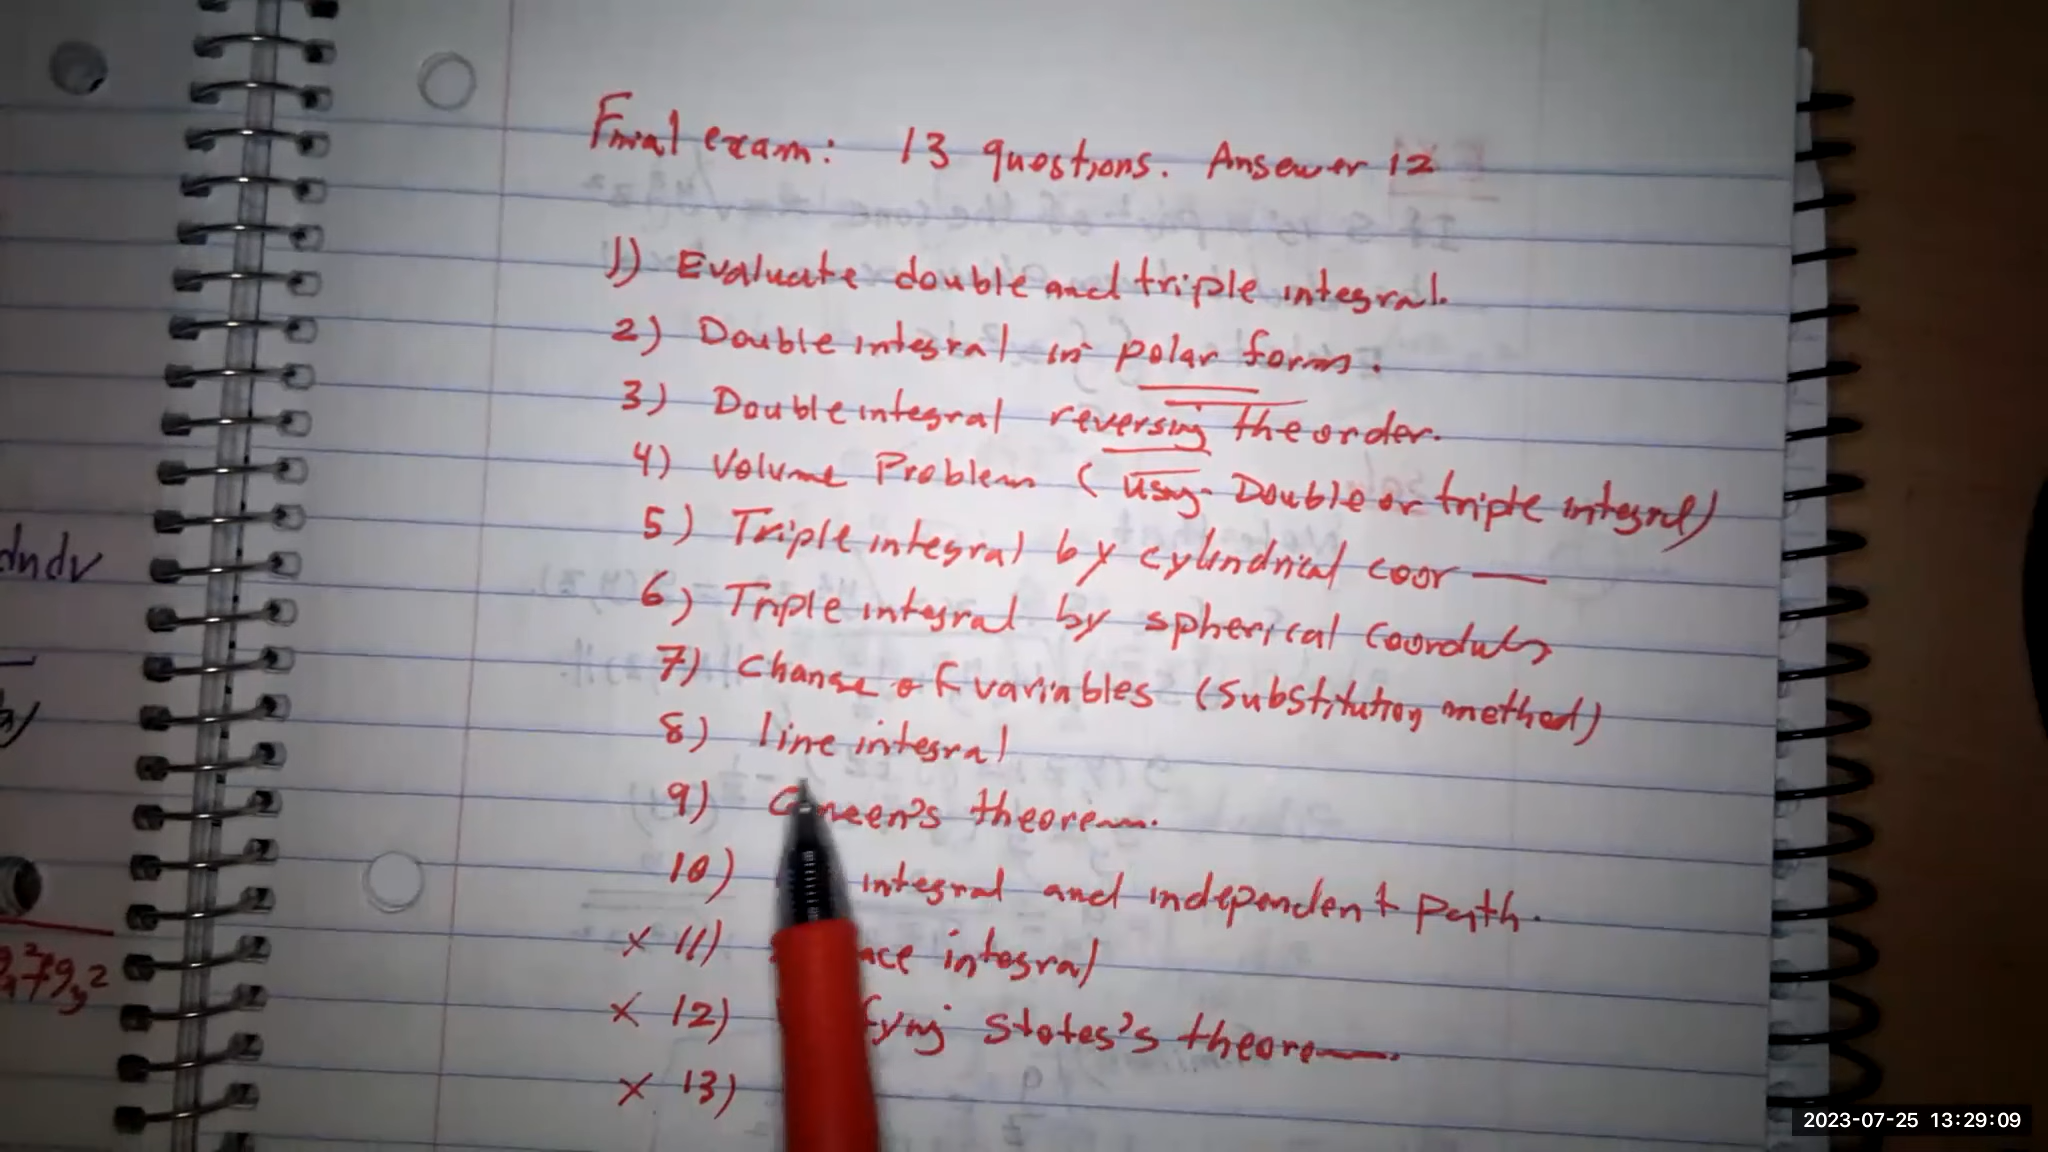 Final exam: 13 questions. Ansewer 12
1) Evaluate double and triple integral.
2) Double integral in polar form.
3) Double integral reversing the order.
4) Volume Problem (using Double or triple integral)
5) Triple integral by cylindrical coor —
6) Triple integral by spherical
7) Change of variables (substitution method)
8) line integral
9) Green's theorem.
10) integral and independent path.
x 11) integral
x 12) theorem.
x 13)
dndv
2023-07-25 13:29:09